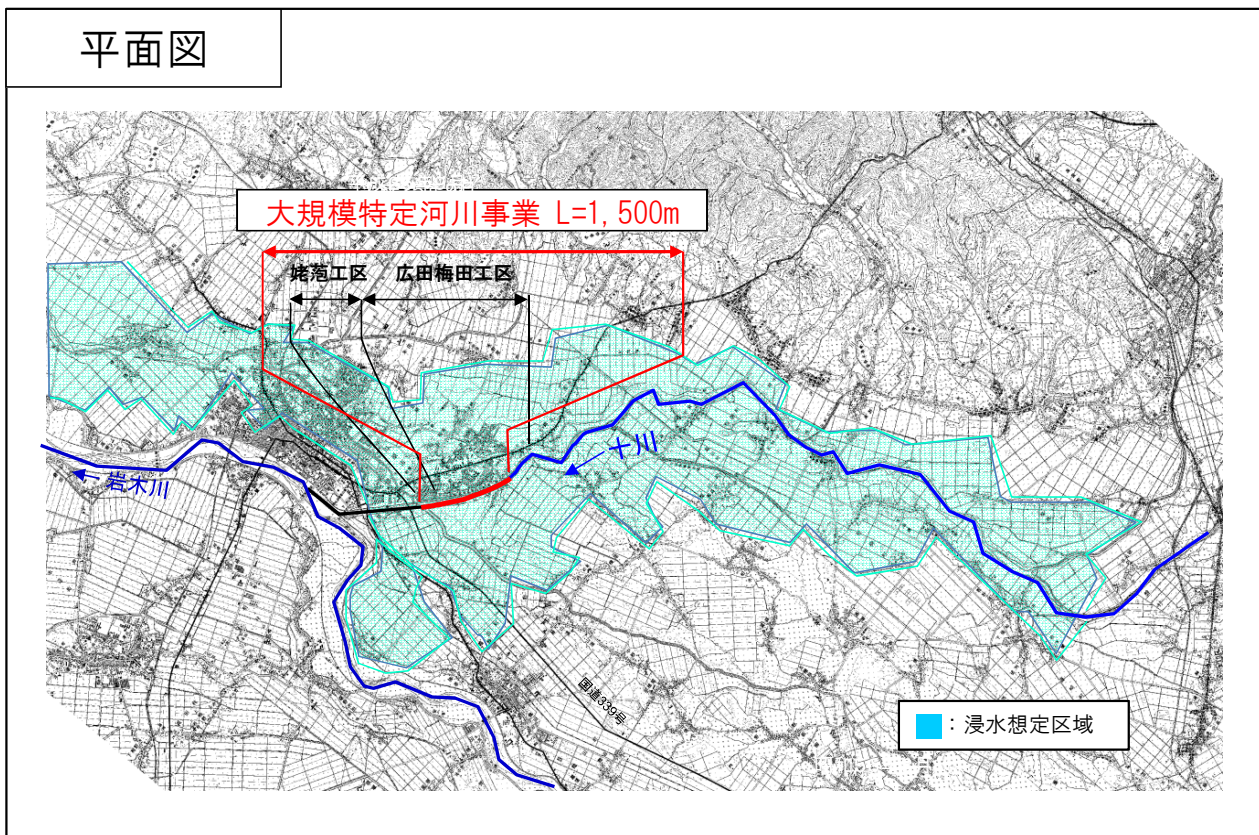 平面図
大規模特定河川事業 L=1,500m
姥萢工区
広田梅田工区
十川
岩木川
国道339号
：浸水想定区域